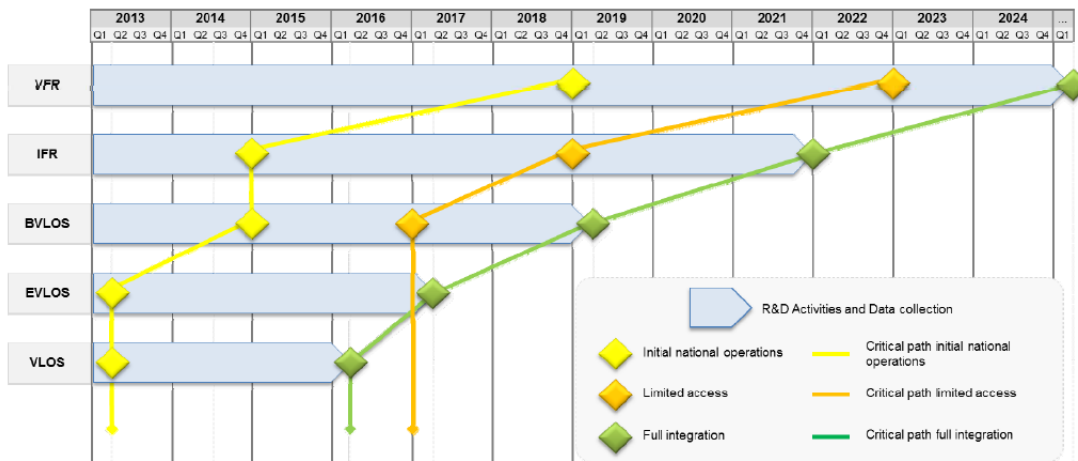 2013 2014 2015 2016 2017 2018 2019 2020 2021 2022 2023 2024 ...
Q1 Q2 Q3 Q4 Q1 Q2 Q3 Q4 Q1 Q2 Q3 Q4 Q1 Q2 Q3 Q4 Q1 Q2 Q3 Q4 Q1 Q2 Q3 Q4 Q1 Q2 Q3 Q4 Q1 Q2 Q3 Q4 Q1 Q2 Q3 Q4 Q1 Q2 Q3 Q4 Q1 Q2 Q3 Q4 Q1 Q2 Q3 Q4 Q1
VFR
IFR
BVLOS
EVLOS
VLOS
R&D Activities and Data collection
Initial national operations
Critical path initial national
operations
Limited access
Critical path limited access
Full integration
Critical path full integration